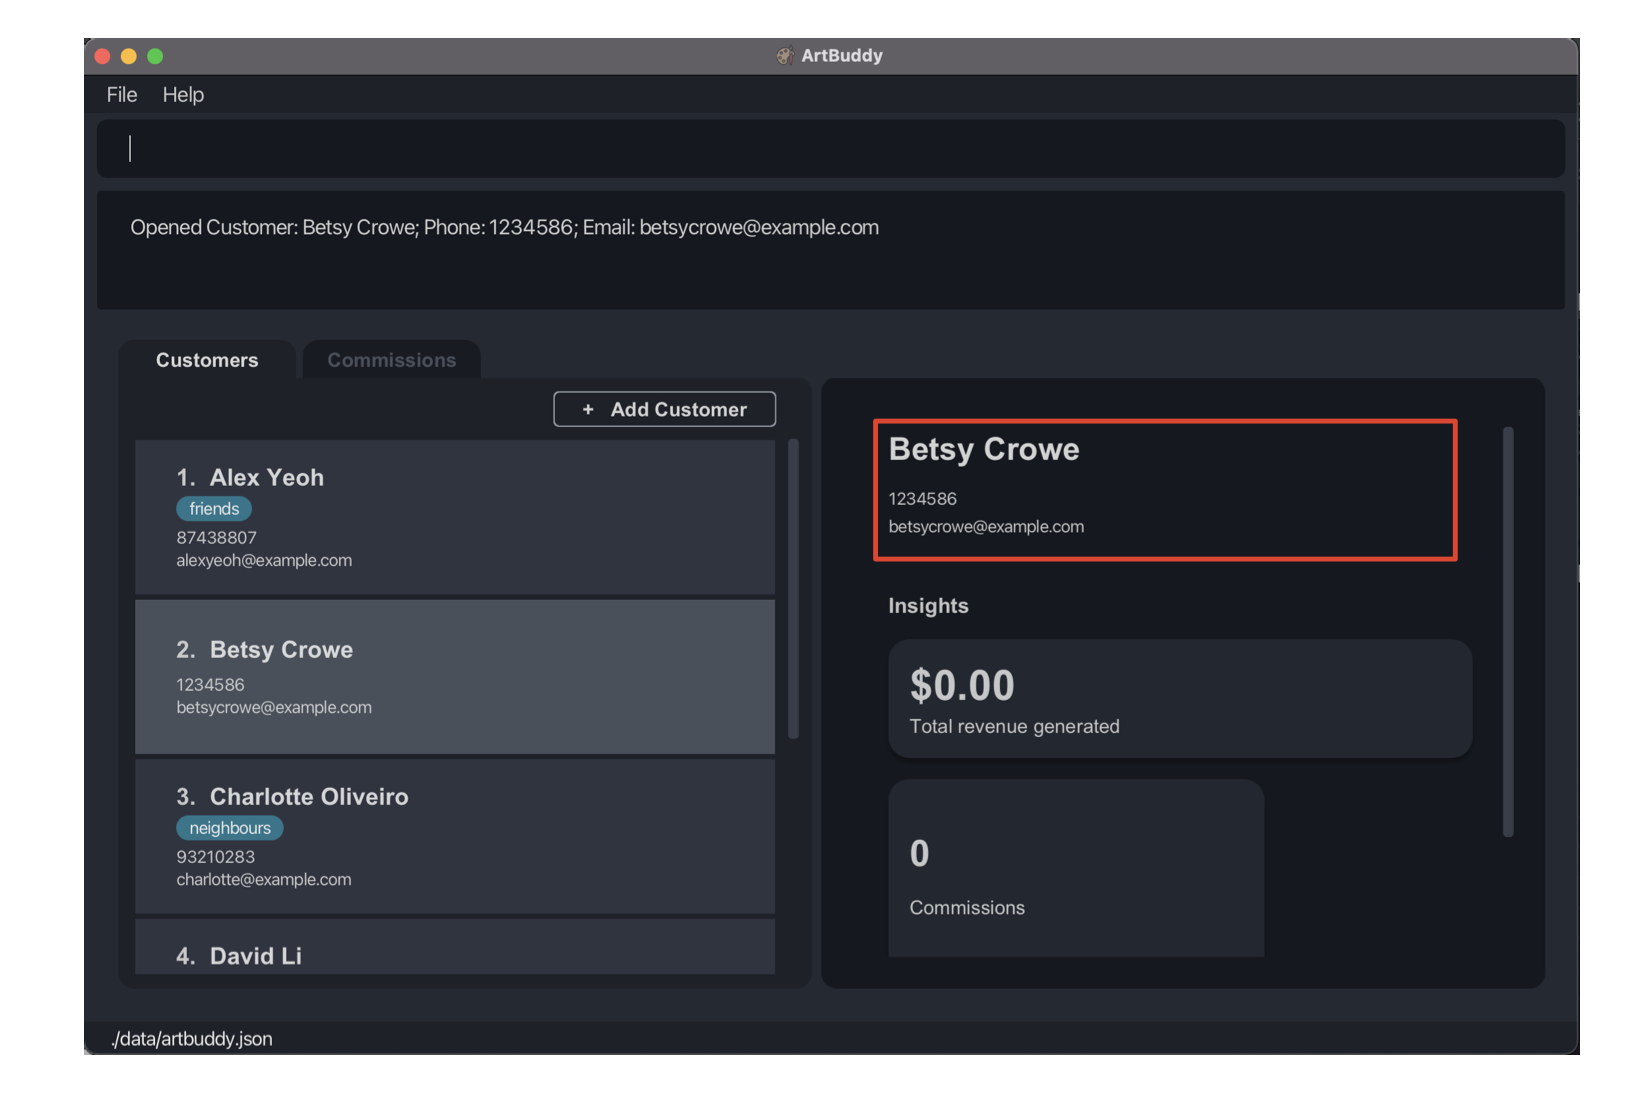 ArtBuddy
File Help
Opened Customer: Betsy Crowe; Phone: 1234586; Email: betsycrowe@example.com
Customers Commissions
+ Add Customer
1. Alex Yeoh
friends
87438807
alexyeoh@example.com
2. Betsy Crowe
1234586
betsycrowe@example.com
3. Charlotte Oliveiro
neighbours
93210283
charlotte@example.com
4. David Li
Betsy Crowe
1234586
betsycrowe@example.com
Insights
$0.00
Total revenue generated
0
Commissions
./data/artbuddy.json